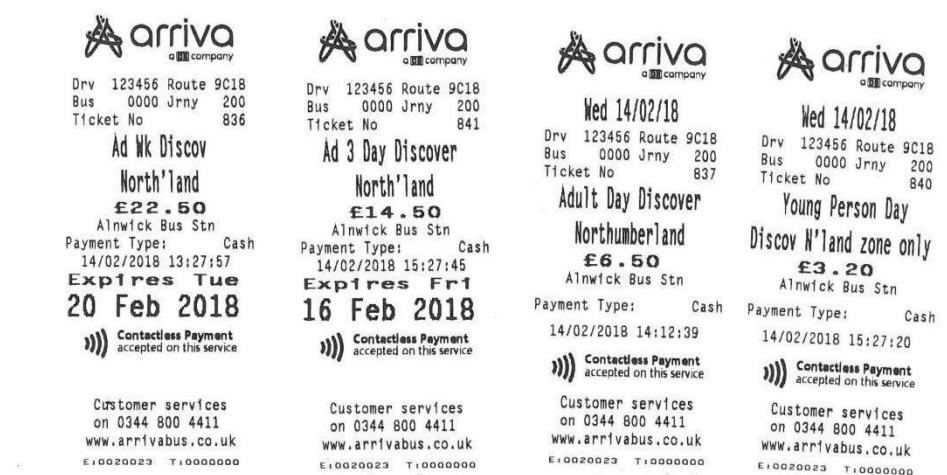 arriva
a DB company
Drv 123456 Route 9C18
Bus 0000 Jrny 200
Ticket No 836
Ad Wk Discov
North'land
£22.50
Alnwick Bus Stn
Payment Type: Cash
14/02/2018 13:27:57
Expires Tue
20 Feb 2018
Contactless Payment
accepted on this service
Customer services
on 0344 800 4411
www.arrivabus.co.uk
E:0020023 T:0000000
arriva
a DB company
Drv 123456 Route 9C18
Bus 0000 Jrny 200
Ticket No 841
Ad 3 Day Discover
North'land
£14.50
Alnwick Bus Stn
Payment Type: Cash
14/02/2018 15:27:45
Expires Fri
16 Feb 2018
Contactless Payment
accepted on this service
Customer services
on 0344 800 4411
www.arrivabus.co.uk
E:0020023 T:0000000
arriva
a DB company
Wed 14/02/18
Drv 123456 Route 9C18
Bus 0000 Jrny 200
Ticket No 837
Adult Day Discover
Northumberland
£6.50
Alnwick Bus Stn
Payment Type: Cash
14/02/2018 14:12:39
Contactless Payment
accepted on this service
Customer services
on 0344 800 4411
www.arrivabus.co.uk
E:0020023 T:0000000
arriva
a DB company
Wed 14/02/18
Drv 123456 Route 9C18
Bus 0000 Jrny 200
Ticket No 840
Young Person Day
Discov N'land zone only
£3.20
Alnwick Bus Stn
Payment Type: Cash
14/02/2018 15:27:20
Contactless Payment
accepted on this service
Customer services
on 0344 800 4411
www.arrivabus.co.uk
E:0020023 T:0000000